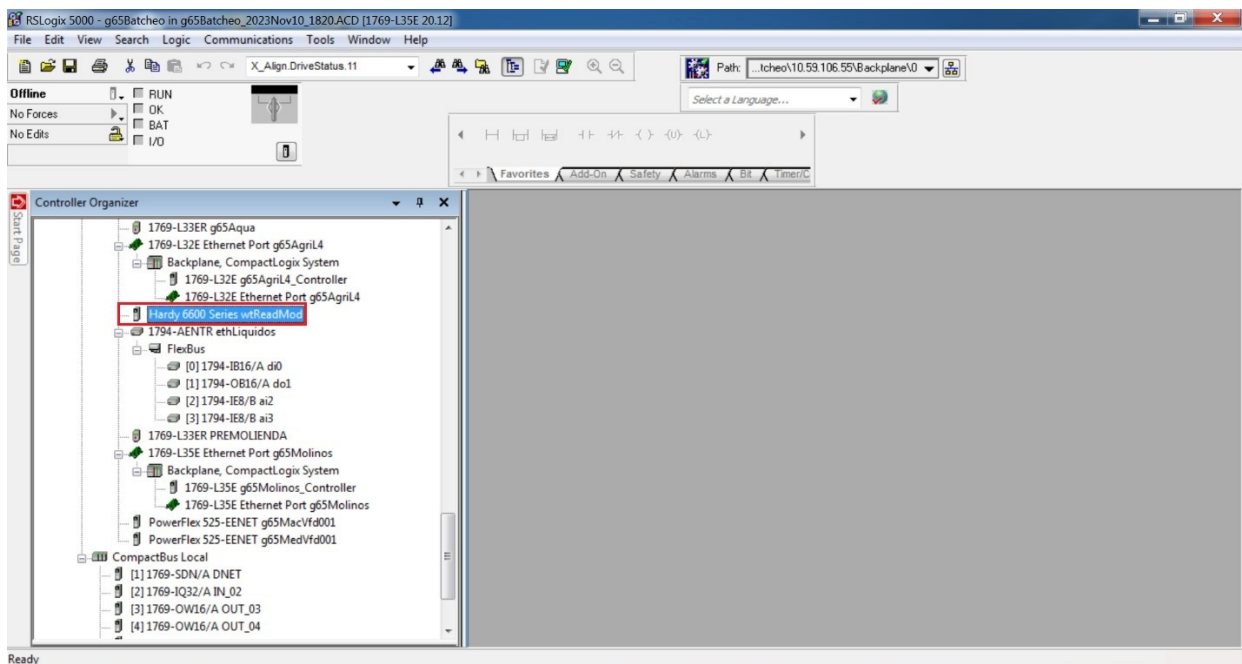 RSLogix 5000 - g65Batcheo in g65Batcheo_2023Nov10_1820.ACD [1769-L35E 20.12]
File Edit View Search Logic Communications Tools Window Help
X_Align.DriveStatus.11
Path: ...tcheo\10.59.106.55\Backplane\0
Offline
RUN
Select a Language...
No Forces
OK
BAT
No Edits
I/O
Favorites Add-On Safety Alarms Bit Timer/C
Start Page
Controller Organizer
1769-L33ER g65Aqua
1769-L32E Ethernet Port g65AgriL4
Backplane, CompactLogix System
1769-L32E g65AgriL4_Controller
1769-L32E Ethernet Port g65AgriL4
Hardy 6600 Series wtReadMod
1794-AENTR ethLiquidos
FlexBus
[0] 1794-IB16/A di0
[1] 1794-OB16/A do1
[2] 1794-IE8/B ai2
[3] 1794-IE8/B ai3
1769-L33ER PREMOLIENDA
1769-L35E Ethernet Port g65Molinos
Backplane, CompactLogix System
1769-L35E g65Molinos_Controller
1769-L35E Ethernet Port g65Molinos
PowerFlex 525-EENET g65MacVfd001
PowerFlex 525-EENET g65MedVfd001
CompactBus Local
[1] 1769-SDN/A DNET
[2] 1769-IQ32/A IN_02
[3] 1769-OW16/A OUT_03
[4] 1769-OW16/A OUT_04
Ready